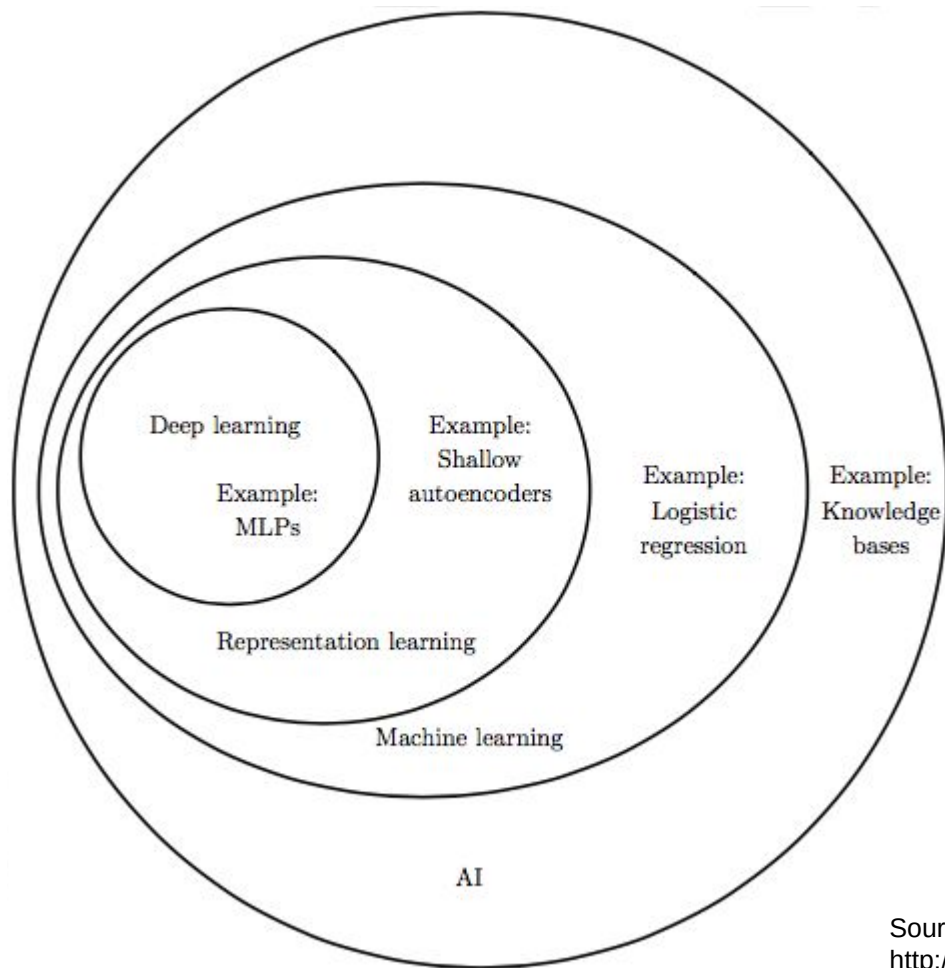 Deep learning
Example:
MLPs
Example:
Shallow
autoencoders
Example:
Logistic
regression
Example:
Knowledge
bases
Representation learning
Machine learning
AI
Sour
http:/